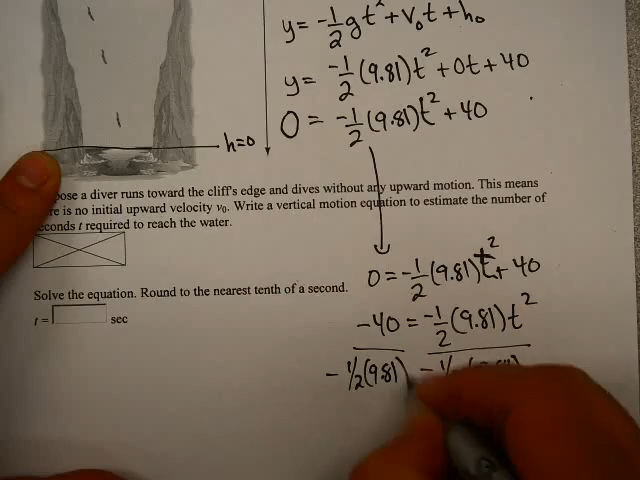 y = -1/2 g t² + v₀t + h₀
y = -1/2 (9.81)t² + 0t + 40
0 = -1/2 (9.81)t² + 40
h=0
pose a diver runs toward the cliff's edge and dives without any upward motion. This means
re is no initial upward velocity v₀. Write a vertical motion equation to estimate the number of
conds t required to reach the water.
0 = -1/2 (9.81)t² + 40
Solve the equation. Round to the nearest tenth of a second.
t = sec
-40 = -1/2 (9.81)t²
- 1/2(9.81)